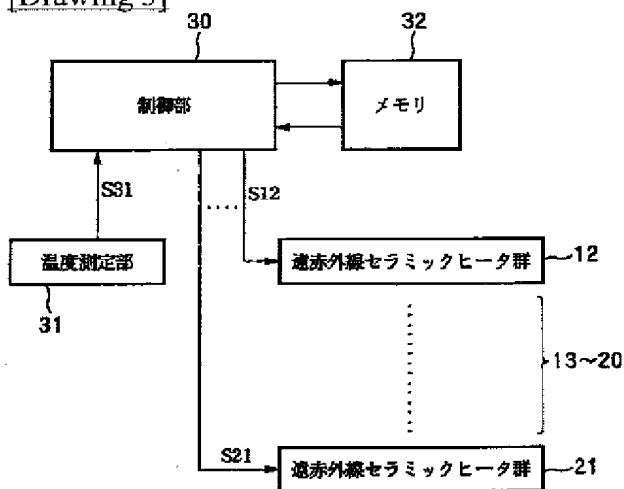 [Drawing 3]
30
32
制御部
メモリ
S31
S12
温度測定部
31
遠赤外線セラミックヒータ群
12
13~20
S21
遠赤外線セラミックヒータ群
21